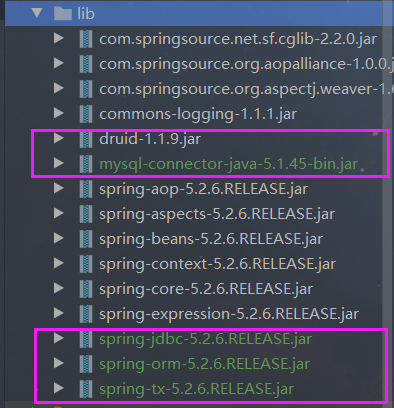 lib
com.springsource.net.sf.cglib-2.2.0.jar
com.springsource.org.aopalliance-1.0.0.j
com.springsource.org.aspectj.weaver-1.6
commons-logging-1.1.1.jar
druid-1.1.9.jar
mysql-connector-java-5.1.45-bin.jar
spring-aop-5.2.6.RELEASE.jar
spring-aspects-5.2.6.RELEASE.jar
spring-beans-5.2.6.RELEASE.jar
spring-context-5.2.6.RELEASE.jar
spring-core-5.2.6.RELEASE.jar
spring-expression-5.2.6.RELEASE.jar
spring-jdbc-5.2.6.RELEASE.jar
spring-orm-5.2.6.RELEASE.jar
spring-tx-5.2.6.RELEASE.jar